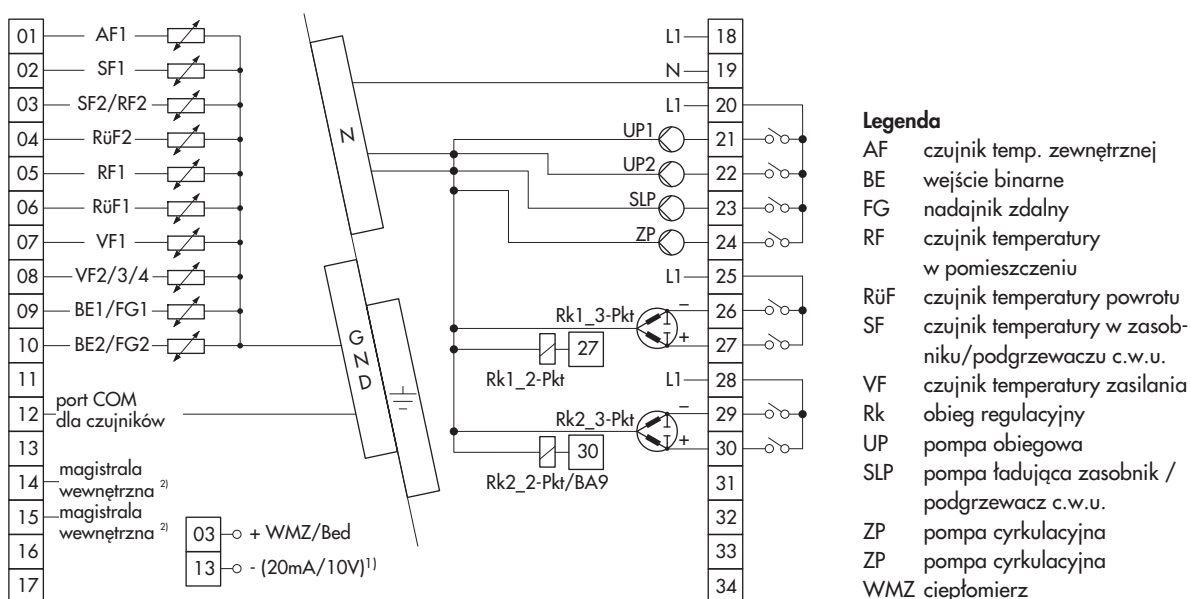 01 AF1
02 SF1
03 SF2/RF2
04 RüF2
05 RF1
06 RüF1
07 VF1
08 VF2/3/4
09 BE1/FG1
10 BE2/FG2
11
12 port COM
dla czujników
13
14 magistrala
wewnętrzna 2)
15 magistrala
wewnętrzna 2)
16
17
03 + WMZ/Bed
13 - (20mA/10V)1)
N
GND
L1 18
N 19
L1 20
UP1 21
UP2 22
SLP 23
ZP 24
L1 25
Rk1_3-Pkt − 26
+ 27
27
Rk1_2-Pkt
L1 28
Rk2_3-Pkt − 29
+ 30
30
Rk2_2-Pkt/BA9
31
32
33
34
Legenda
AF czujnik temp. zewnętrznej
BE wejście binarne
FG nadajnik zdalny
RF czujnik temperatury
w pomieszczeniu
RüF czujnik temperatury powrotu
SF czujnik temperatury w zasob-
niku/podgrzewaczu c.w.u.
VF czujnik temperatury zasilania
Rk obieg regulacyjny
UP pompa obiegowa
SLP pompa ładująca zasobnik /
podgrzewacz c.w.u.
ZP pompa cyrkulacyjna
ZP pompa cyrkulacyjna
WMZ ciepłomierz